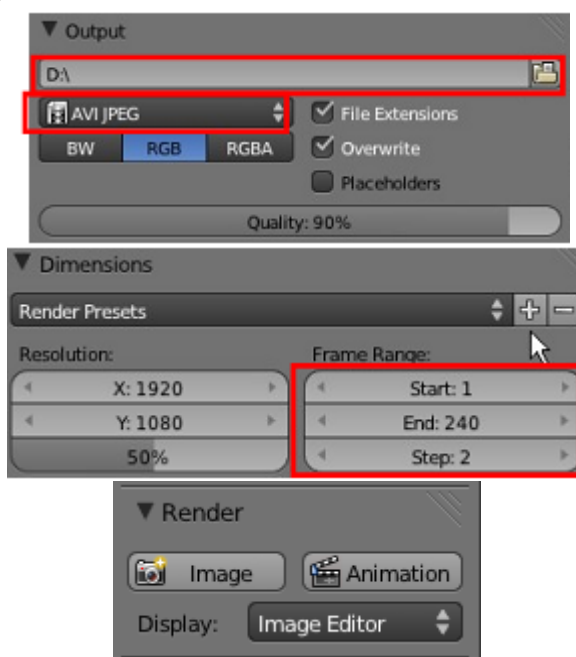 Output
D:\
AVI JPEG
File Extensions
BW RGB RGBA
Overwrite
Placeholders
Quality: 90%
Dimensions
Render Presets
Resolution: Frame Range:
X: 1920 Start: 1
Y: 1080 End: 240
50% Step: 2
Render
Image Animation
Display: Image Editor